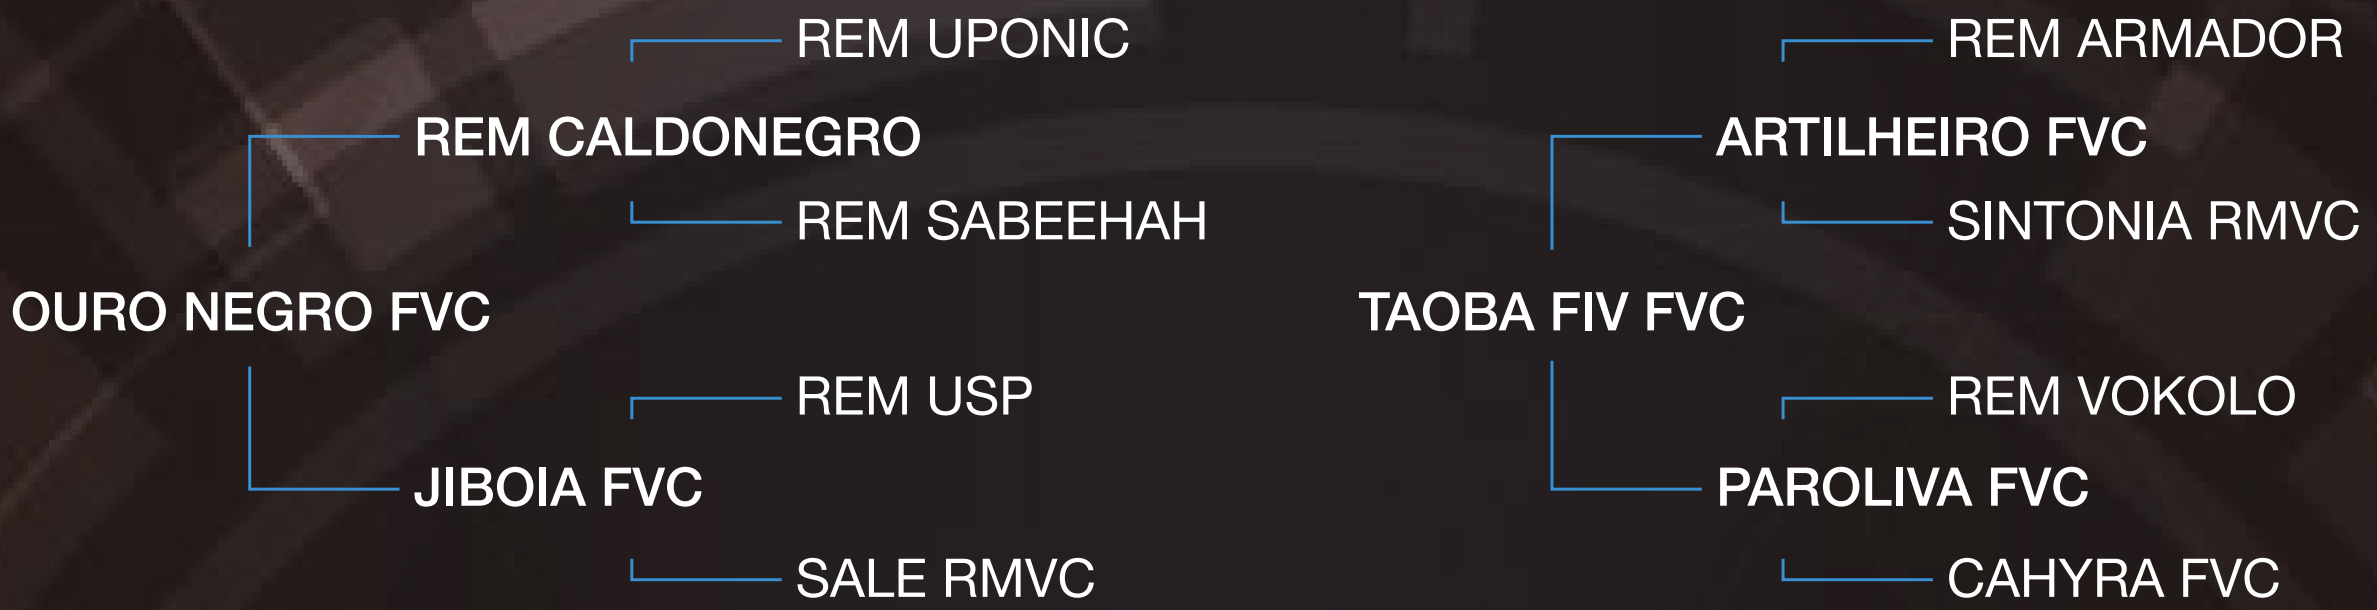 REM UPONIC
REM CALDONEGRO
REM SABEEHAH
OURO NEGRO FVC
REM USP
JIBOIA FVC
SALE RMVC
REM ARMADOR
ARTILHEIRO FVC
SINTONIA RMVC
TAOBA FIV FVC
REM VOKOLO
PAROLIVA FVC
CAHYRA FVC